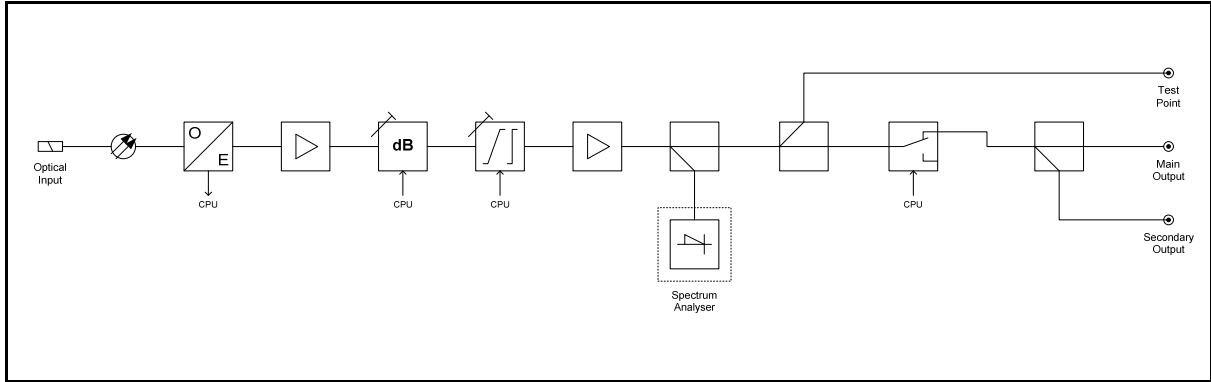 Test
Point
O
E
dB
Optical
Input
Main
Output
CPU
CPU
CPU
CPU
Secondary
Output
Spectrum
Analyser